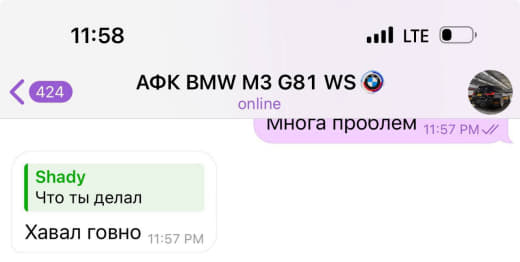 11:58 LTE
424 АФК BMW M3 G81 WS
online
Многа проблем 11:57 PM
Shady
Что ты делал
Хавал говно 11:57 PM